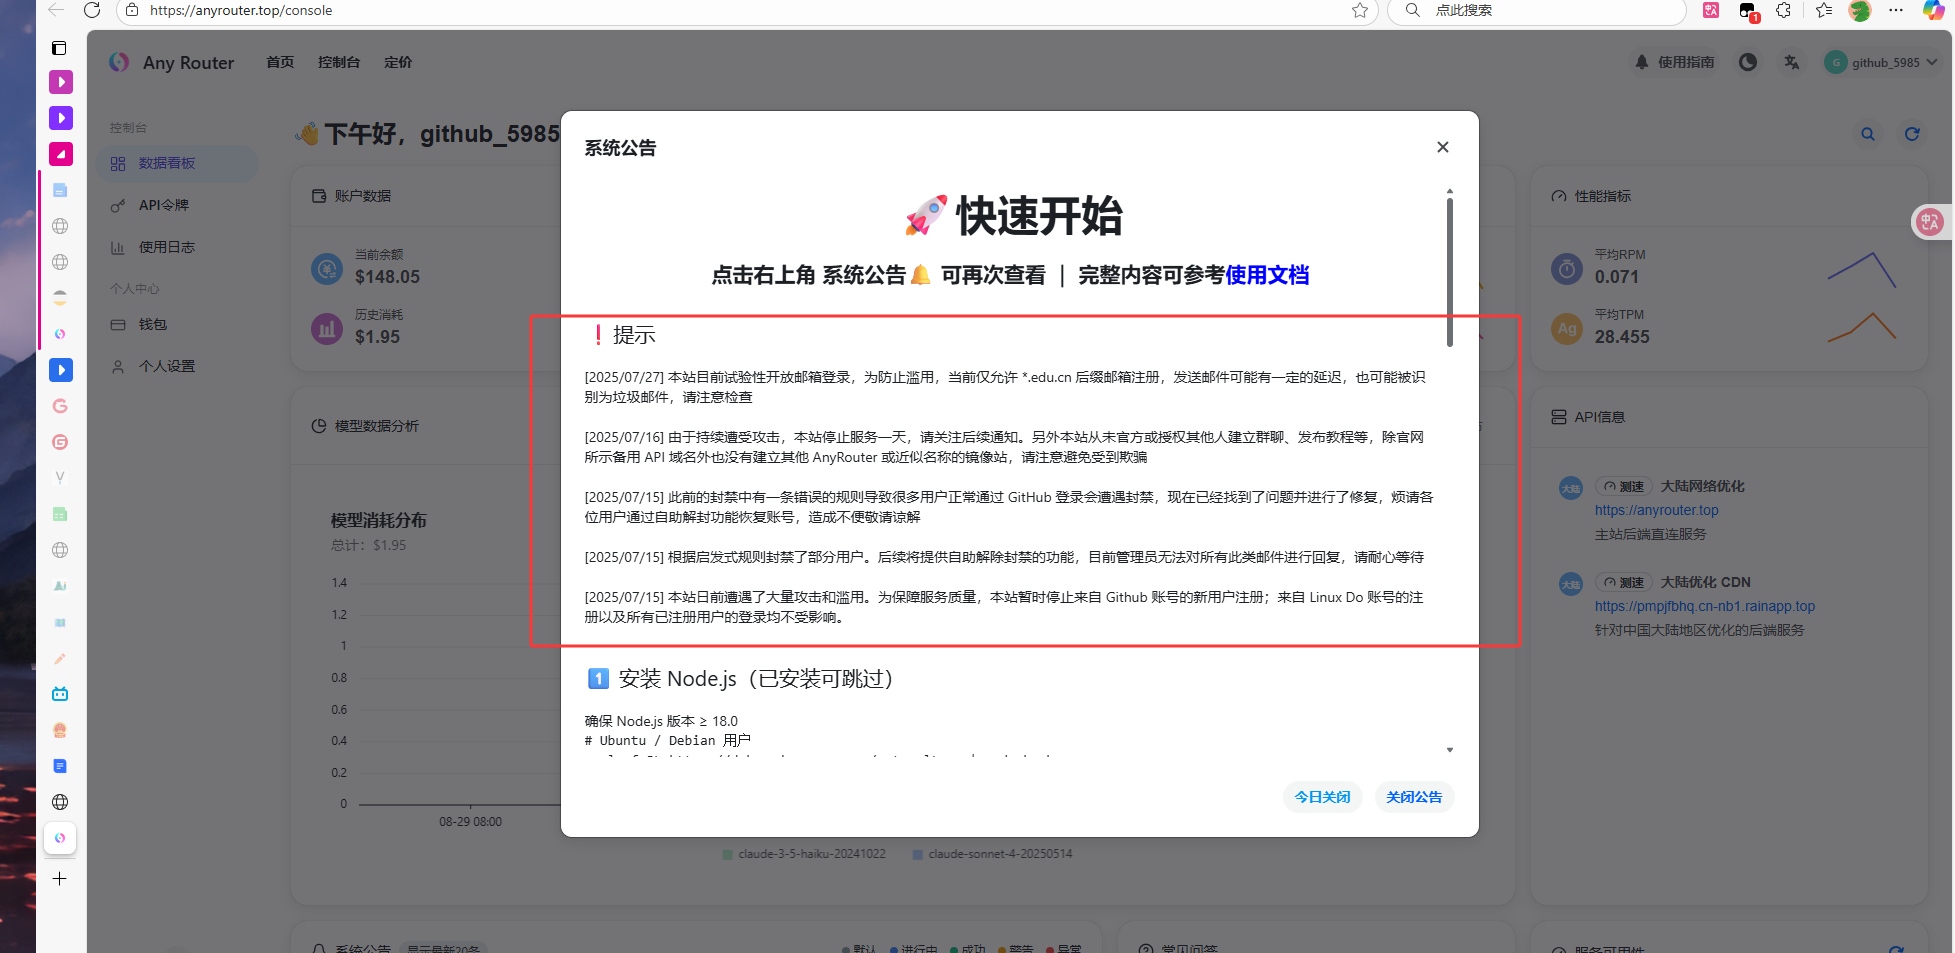 https://anyrouter.top/console
点此搜索
1
Any Router
首页
控制台
定价
使用指南
G
github_5985
控制台
数据看板
API令牌
使用日志
个人中心
钱包
个人设置
👋下午好，github_5985
账户数据
当前余额
$148.05
历史消耗
$1.95
模型数据分析
模型消耗分布
总计：$1.95
1.4
1.2
1
0.8
0.6
0.4
0.2
0
08-29 08:00
claude-3-5-haiku-20241022
claude-sonnet-4-20250514
系统公告
🚀快速开始
点击右上角 系统公告🔔 可再次查看 | 完整内容可参考使用文档
❗提示
[2025/07/27] 本站目前试验性开放邮箱登录，为防止滥用，当前仅允许 *.edu.cn 后缀邮箱注册，发送邮件可能有一定的延迟，也可能被识
别为垃圾邮件，请注意检查
[2025/07/16] 由于持续遭受攻击，本站停止服务一天，请关注后续通知。另外本站从未官方或授权其他人建立群聊、发布教程等，除官网
所示备用 API 域名外也没有建立其他 AnyRouter 或近似名称的镜像站，请注意避免受到欺骗
[2025/07/15] 此前的封禁中有一条错误的规则导致很多用户正常通过 GitHub 登录会遭遇封禁，现在已经找到了问题并进行了修复，烦请各
位用户通过自助解封功能恢复账号，造成不便敬请谅解
[2025/07/15] 根据启发式规则封禁了部分用户。后续将提供自助解除封禁的功能，目前管理员无法对所有此类邮件进行回复，请耐心等待
[2025/07/15] 本站日前遭遇了大量攻击和滥用。为保障服务质量，本站暂时停止来自 Github 账号的新用户注册；来自 Linux Do 账号的注
册以及所有已注册用户的登录均不受影响。
1️⃣ 安装 Node.js（已安装可跳过）
确保 Node.js 版本 ≥ 18.0
# Ubuntu / Debian 用户
今日关闭
关闭公告
性能指标
平均RPM
0.071
Ag
平均TPM
28.455
API信息
大陆
测速
大陆网络优化
https://anyrouter.top
主站后端直连服务
大陆
测速
大陆优化 CDN
https://pmpjfbhq.cn-nb1.rainapp.top
针对中国大陆地区优化的后端服务
系统公告
显示最新20条
默认
进行中
成功
警告
异常
常见问答
服务可用性